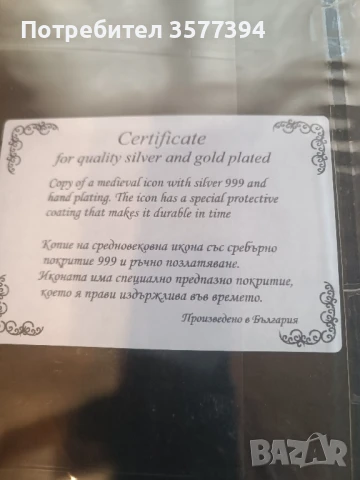 Потребител 3577394
Certificate
for quality silver and gold plated
Copy of a medieval icon with silver 999 and
hand plating. The icon has a special protective
coating that makes it durable in time
Копие на средновековна икона със сребърно
покритие 999 и ръчно позлатяване.
Иконата има специално предпазно покритие,
което я прави издържлива във времето.
Произведено в България
BAZAR